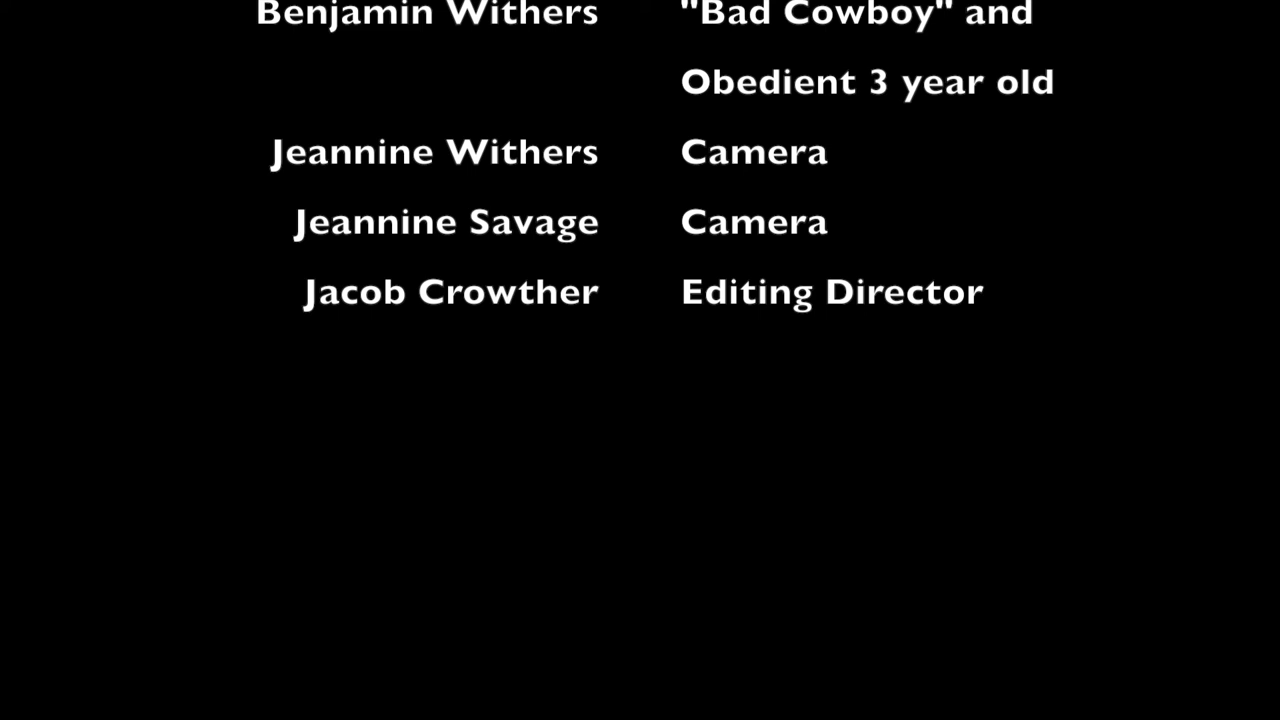 Benjamin Withers "Bad Cowboy" and
Obedient 3 year old
Jeannine Withers Camera
Jeannine Savage Camera
Jacob Crowther Editing Director